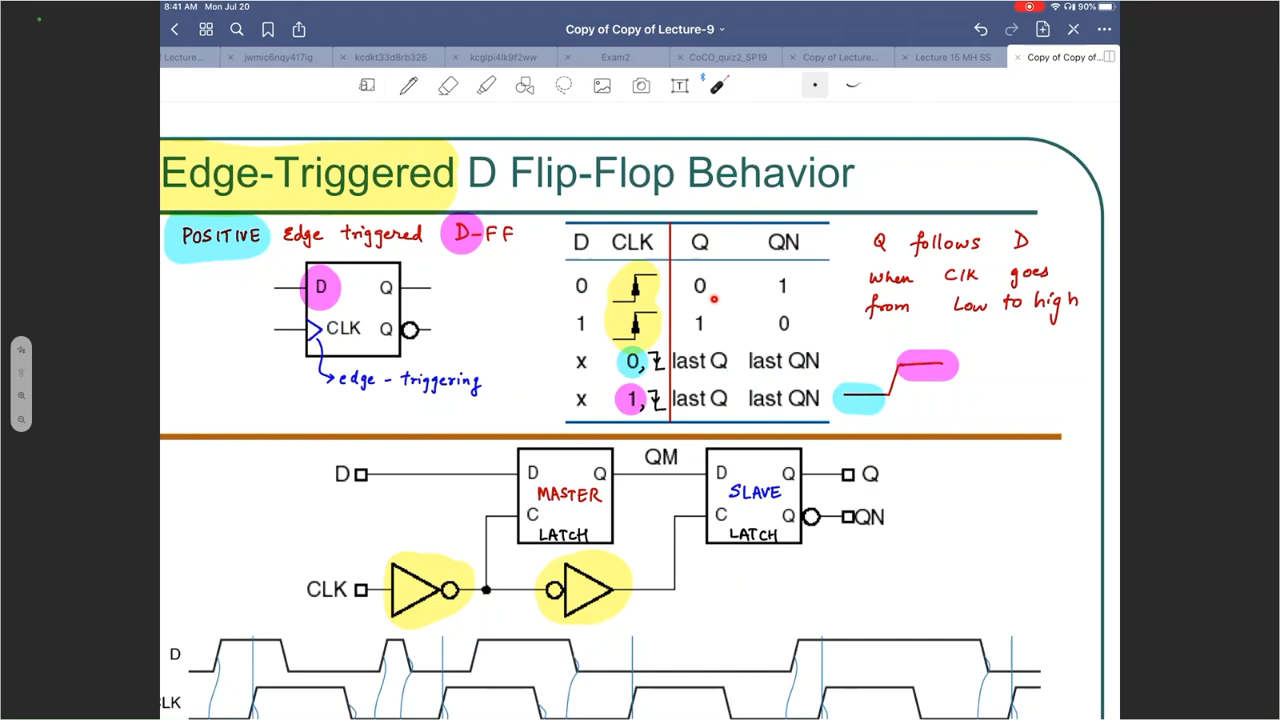 8:41 AM Mon Jul 20
90%
Copy of Copy of Lecture-9
Lecture...
jwmic6nqy417ig
kcdkt33d8rb326
kcglpi4lk9f2ww
Exam2
CoCO_quiz2_SP19
Copy of Lecture...
Lecture 15 MH SS
Copy of Copy of...
T
Edge-Triggered D Flip-Flop Behavior
POSITIVE Edge triggered D-FF
D Q
CLK Q
edge-triggering
D CLK Q QN
0 0 1
1 1 0
x 0, last Q last QN
x 1, last Q last QN
Q follows D
when Clk goes
from Low to high
D
D Q
MASTER
C
LATCH
QM
D Q
SLAVE
C Q
LATCH
Q
QN
CLK
D
CLK